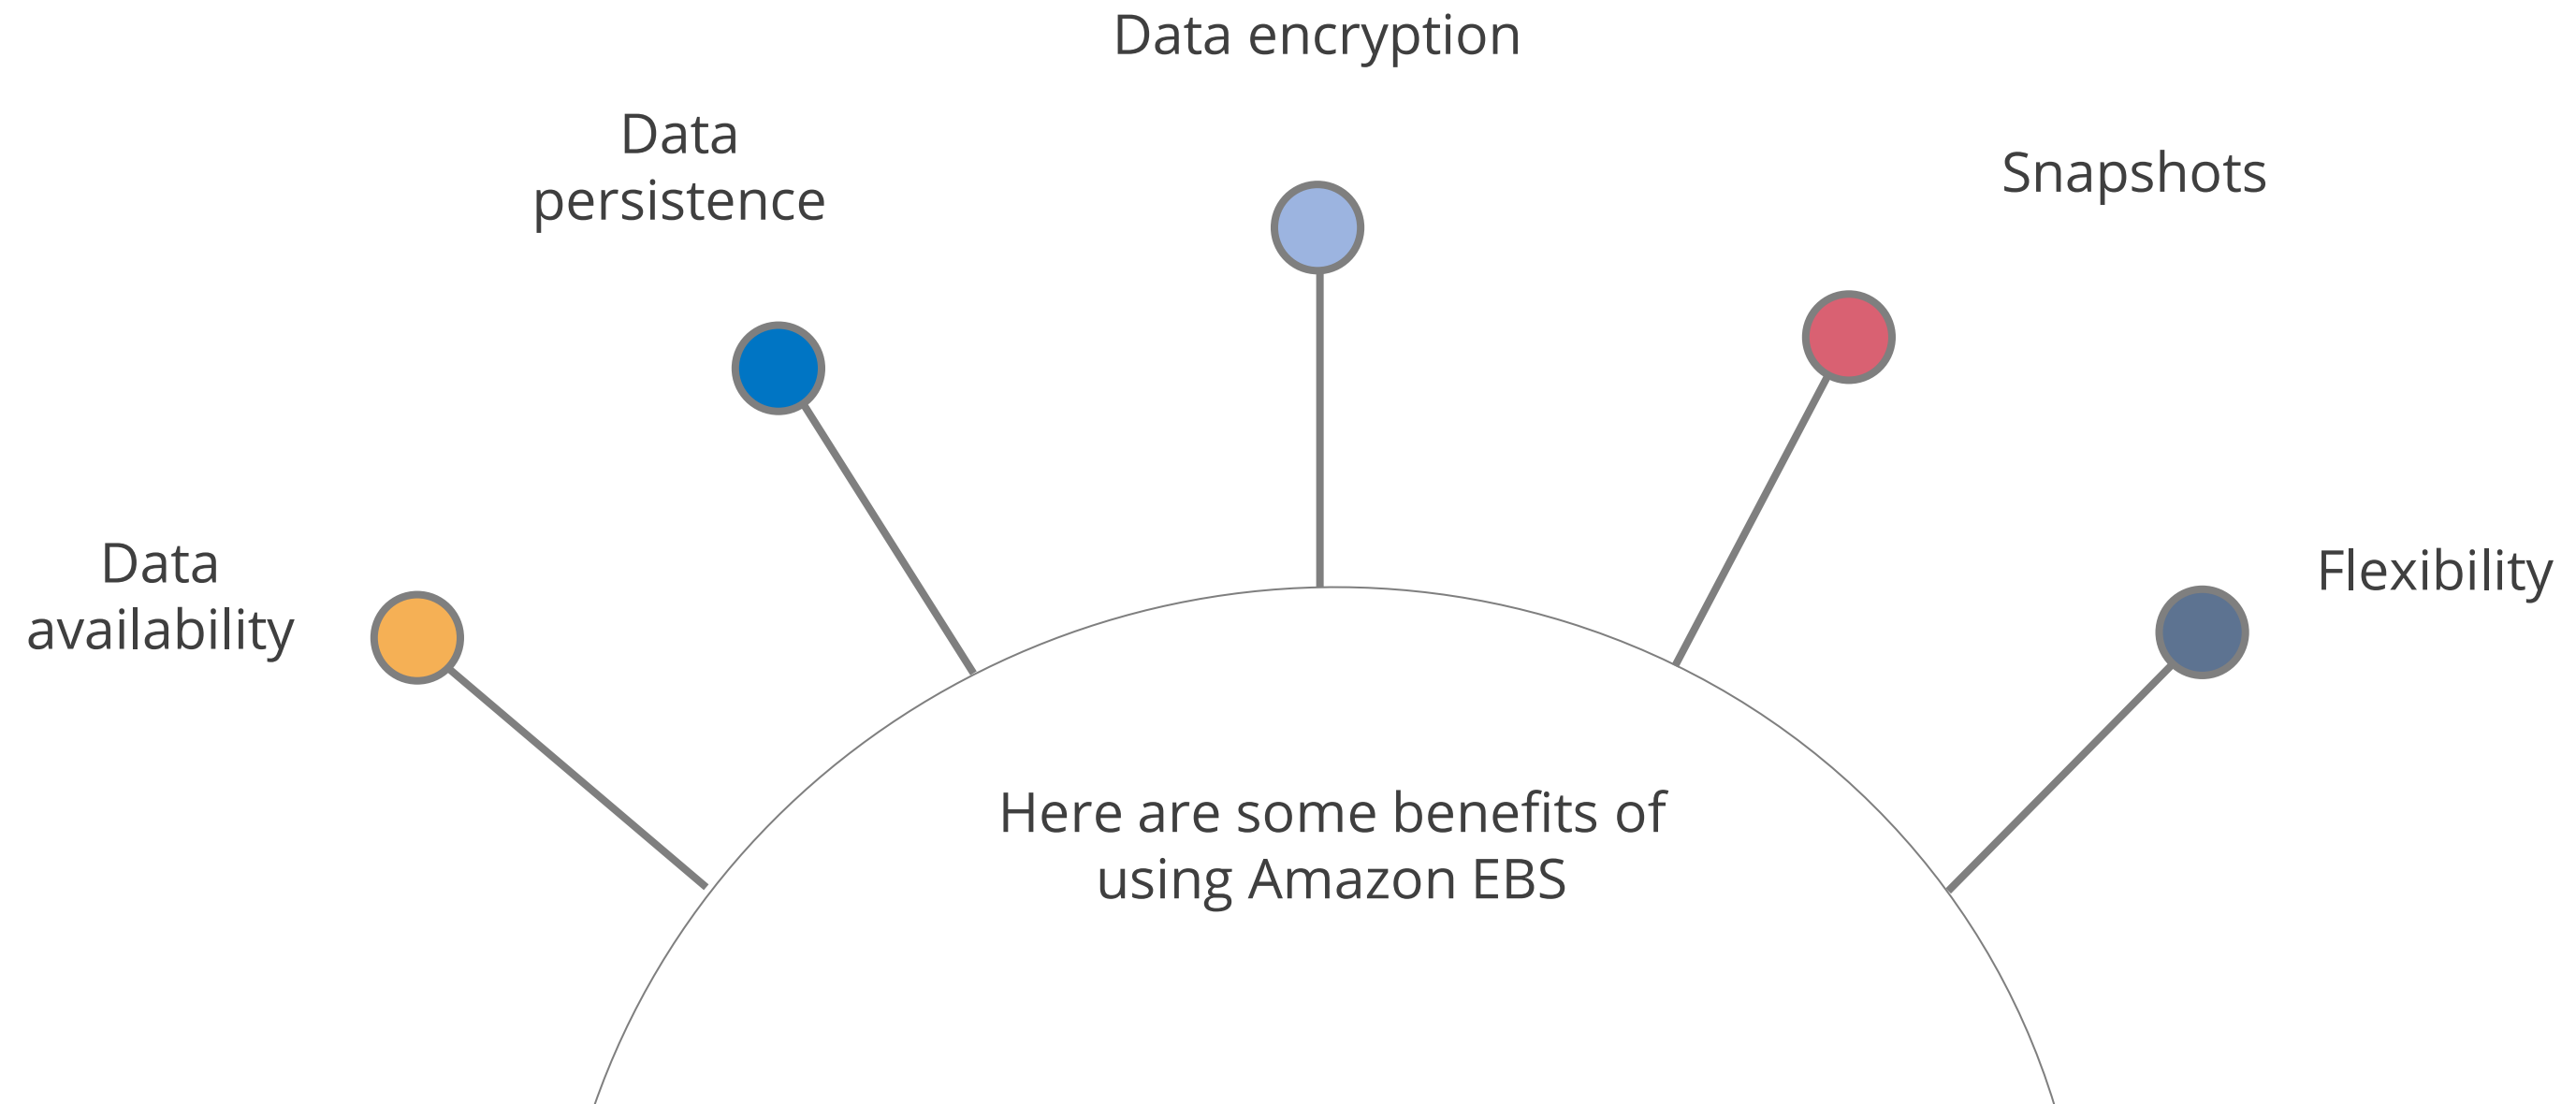 Data encryption
Data
persistence
Snapshots
Data
availability
Flexibility
Here are some benefits of
using Amazon EBS